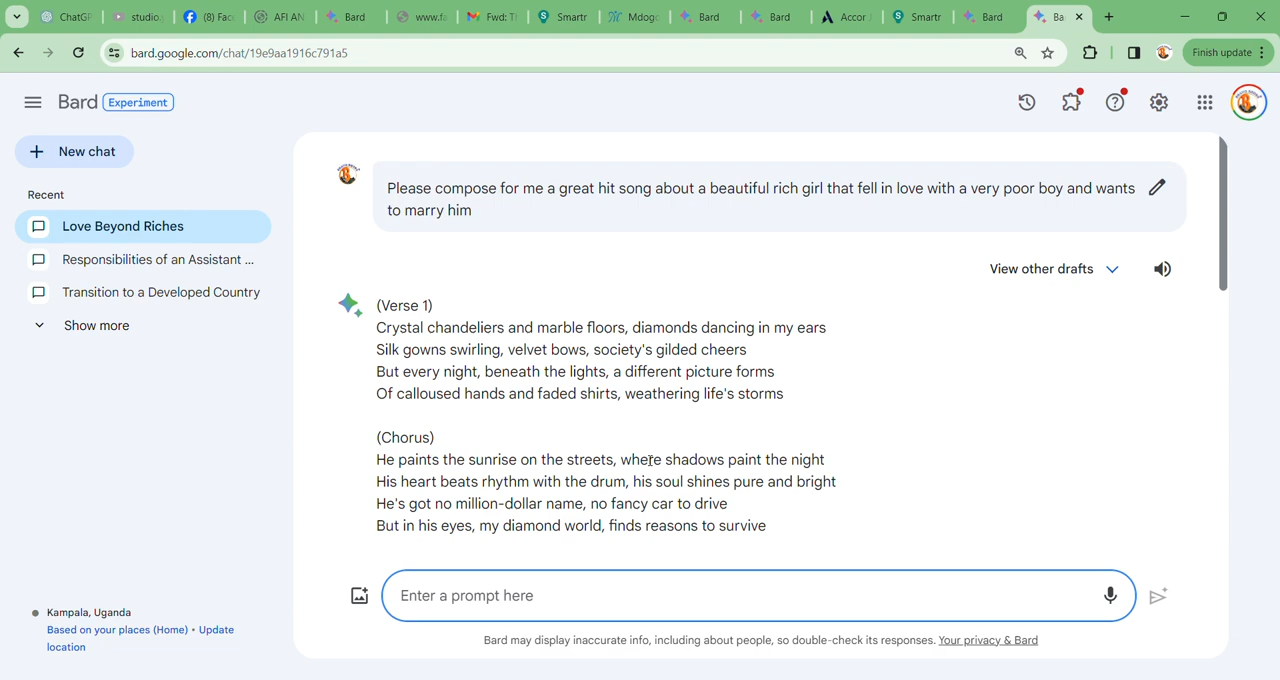 ChatGP
studio.
(8) Fac
AFI AN
Bard
www.fa
Fwd: T
Smartr
Mdogo
Bard
Bard
Accor
Smartr
Bard
Ba
bard.google.com/chat/19e9aa1916c791a5
Finish update
Bard Experiment
New chat
Recent
Love Beyond Riches
Responsibilities of an Assistant ...
Transition to a Developed Country
Show more
Please compose for me a great hit song about a beautiful rich girl that fell in love with a very poor boy and wants
to marry him
View other drafts
(Verse 1)
Crystal chandeliers and marble floors, diamonds dancing in my ears
Silk gowns swirling, velvet bows, society's gilded cheers
But every night, beneath the lights, a different picture forms
Of calloused hands and faded shirts, weathering life's storms
(Chorus)
He paints the sunrise on the streets, where shadows paint the night
His heart beats rhythm with the drum, his soul shines pure and bright
He's got no million-dollar name, no fancy car to drive
But in his eyes, my diamond world, finds reasons to survive
Enter a prompt here
Kampala, Uganda
Based on your places (Home) • Update
location
Bard may display inaccurate info, including about people, so double-check its responses. Your privacy & Bard